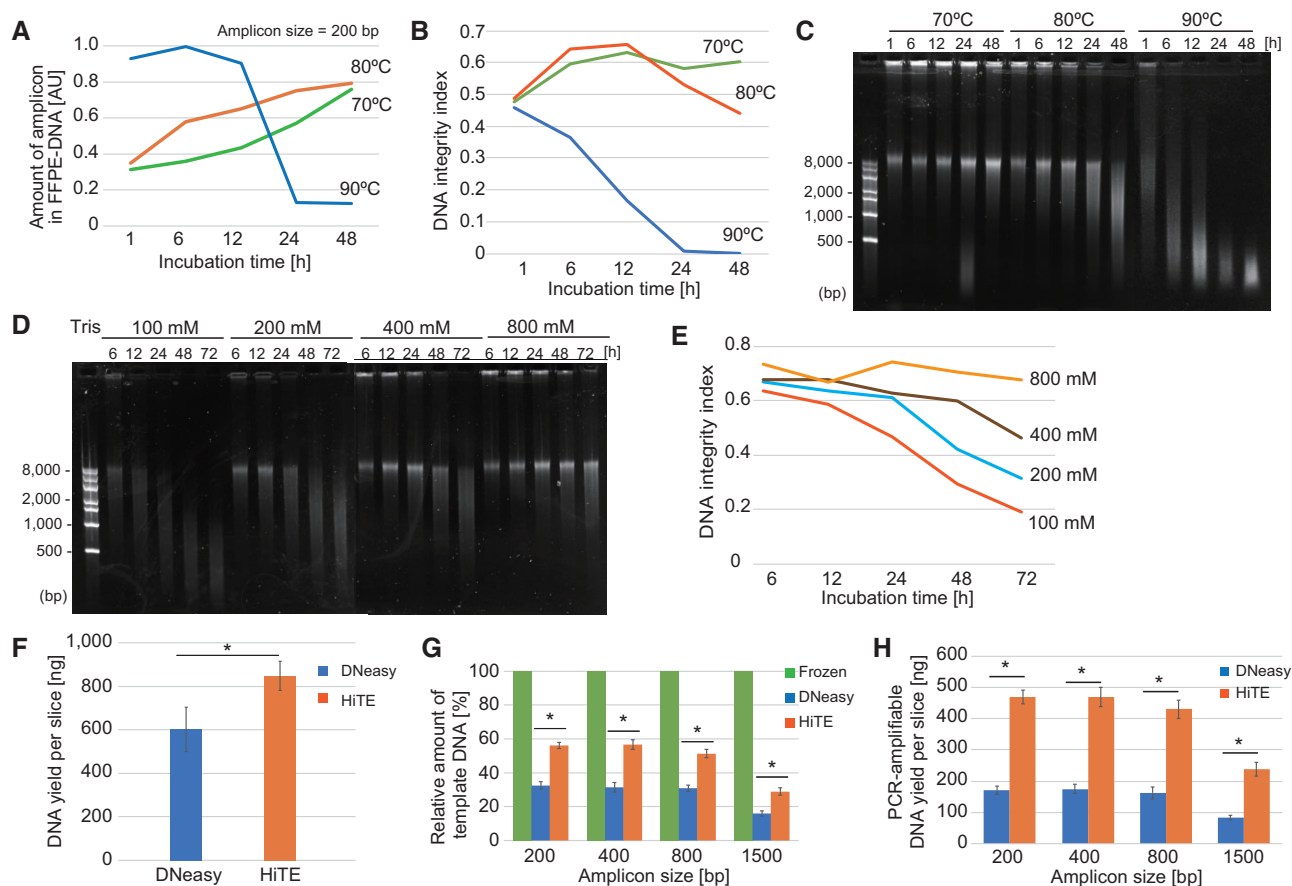 A
Amplicon size = 200 bp
Amount of amplicon
in FFPE-DNA [AU]
1.0
0.8
0.6
0.4
0.2
0
80ºC
70ºC
90ºC
1 6 12 24 48
Incubation time [h]
B
DNA integrity index
0.7
0.6
0.5
0.4
0.3
0.2
0.1
0
70ºC
80ºC
90ºC
1 6 12 24 48
Incubation time [h]
C
70ºC 80ºC 90ºC
1 6 12 24 48 1 6 12 24 48 1 6 12 24 48 [h]
8,000 -
2,000 -
1,000 -
500 -
(bp)
D
Tris 100 mM 200 mM 400 mM 800 mM
6 12 24 48 72 6 12 24 48 72 6 12 24 48 72 6 12 24 48 72 [h]
8,000 -
2,000 -
1,000 -
500 -
(bp)
E
DNA integrity index
0.8
0.6
0.4
0.2
0
800 mM
400 mM
200 mM
100 mM
6 12 24 48 72
Incubation time [h]
F
DNA yield per slice [ng]
1,000
800
600
400
200
0
*
DNeasy
HiTE
DNeasy HiTE
G
Relative amount of
template DNA [%]
100
80
60
40
20
0
* * * *
Frozen
DNeasy
HiTE
200 400 800 1500
Amplicon size [bp]
H
PCR-amplifiable
DNA yield per slice [ng]
600
500
400
300
200
100
0
* * * *
DNeasy
HiTE
200 400 800 1500
Amplicon size [bp]